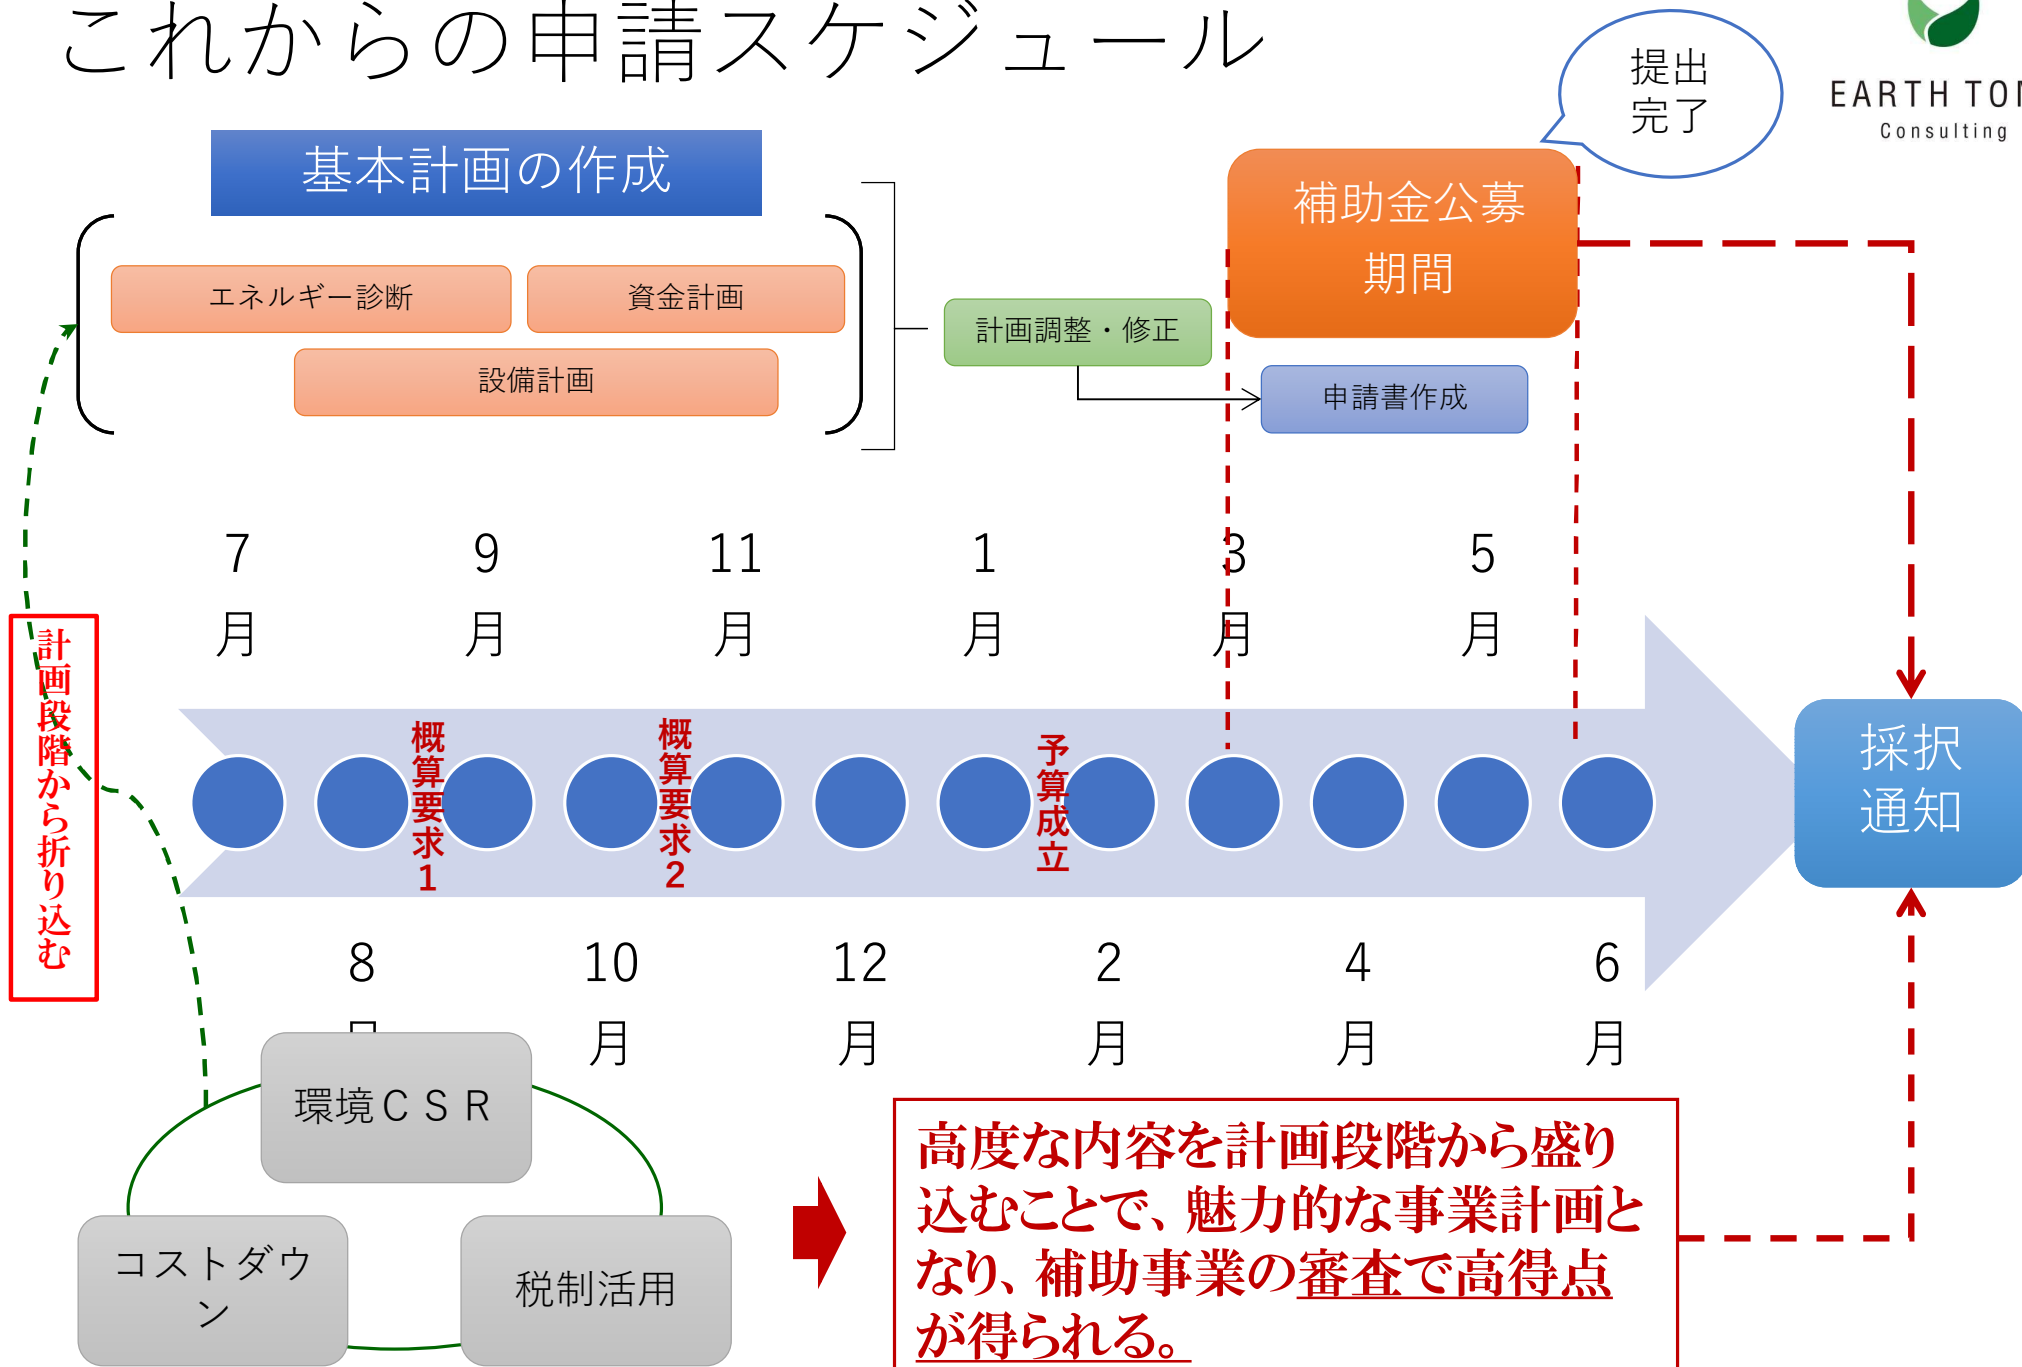 これからの申請スケジュール
提出
完了
EARTH TON
Consulting
基本計画の作成
補助金公募
期間
エネルギー診断
資金計画
設備計画
計画調整・修正
申請書作成
7
月
9
月
11
月
1
月
3
月
5
月
計画段階から折り込む
概算要求1
概算要求2
予算成立
採択
通知
8
月
10
月
12
月
2
月
4
月
6
月
環境ＣＳＲ
コストダウ
ン
税制活用
高度な内容を計画段階から盛り
込むことで、魅力的な事業計画と
なり、補助事業の審査で高得点
が得られる。